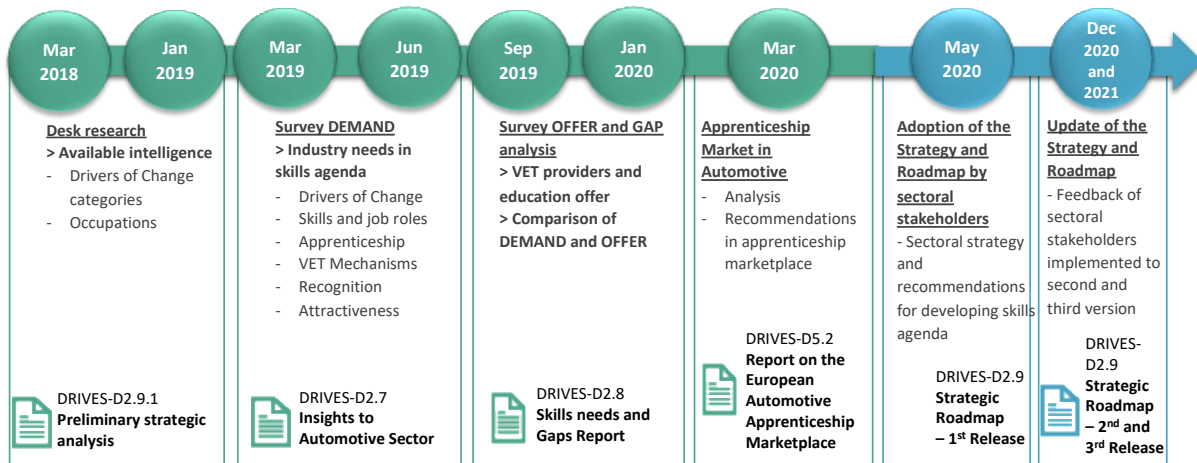 Mar
2018
Jan
2019
Mar
2019
Jun
2019
Sep
2019
Jan
2020
Mar
2020
May
2020
Dec
2020
and
2021
Desk research
> Available intelligence
- Drivers of Change
categories
- Occupations
DRIVES-D2.9.1
Preliminary strategic
analysis
Survey DEMAND
> Industry needs in
skills agenda
- Drivers of Change
- Skills and job roles
- Apprenticeship
- VET Mechanisms
- Recognition
- Attractiveness
DRIVES-D2.7
Insights to
Automotive Sector
Survey OFFER and GAP
analysis
> VET providers and
education offer
> Comparison of
DEMAND and OFFER
DRIVES-D2.8
Skills needs and
Gaps Report
Apprenticeship
Market in
Automotive
- Analysis
- Recommendations
in apprenticeship
marketplace
DRIVES-D5.2
Report on the
European
Automotive
Apprenticeship
Marketplace
Adoption of the
Strategy and
Roadmap by
sectoral
stakeholders
- Sectoral strategy
and
recommendations
for developing skills
agenda
DRIVES-D2.9
Strategic
Roadmap
– 1st Release
Update of the
Strategy and
Roadmap
- Feedback of
sectoral
stakeholders
implemented to
second and
third version
DRIVES-
D2.9
Strategic
Roadmap
– 2nd and
3rd Release